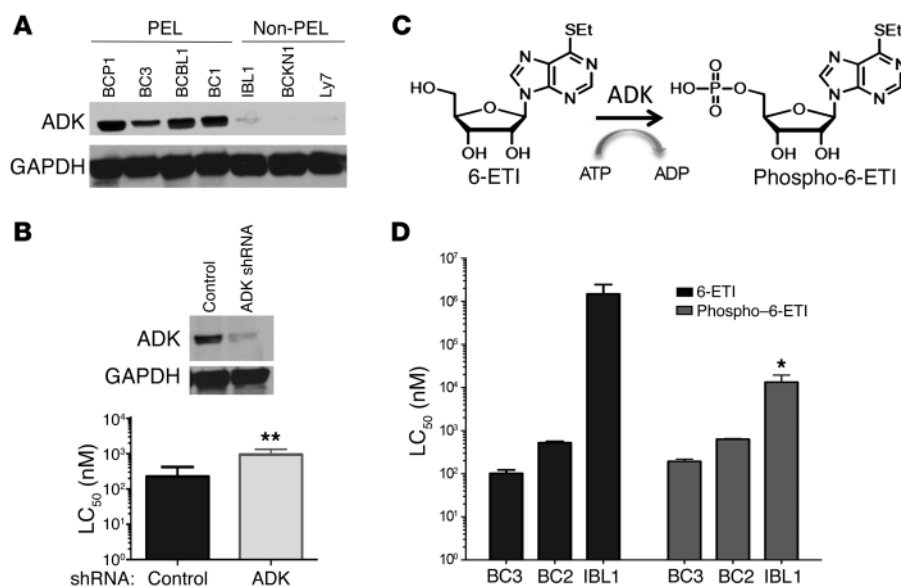 A
PEL Non-PEL
BCP1 BC3 BCBL1 BC1 IBL1 BCKN1 Ly7
ADK
GAPDH
B
Control ADK shRNA
ADK
GAPDH
LC50 (nM)
10⁴
10³
10²
10¹
10⁰
** 
shRNA: Control ADK
C
SEt SEt
N N N N N N N N
HO O HO P O O O
OH OH OH OH OH
ADK
6-ETI ATP ADP Phospho-6-ETI
D
LC50 (nM)
10⁷
10⁶
10⁵
10⁴
10³
10²
10¹
10⁰
6-ETI
Phospho–6-ETI
*
BC3 BC2 IBL1 BC3 BC2 IBL1